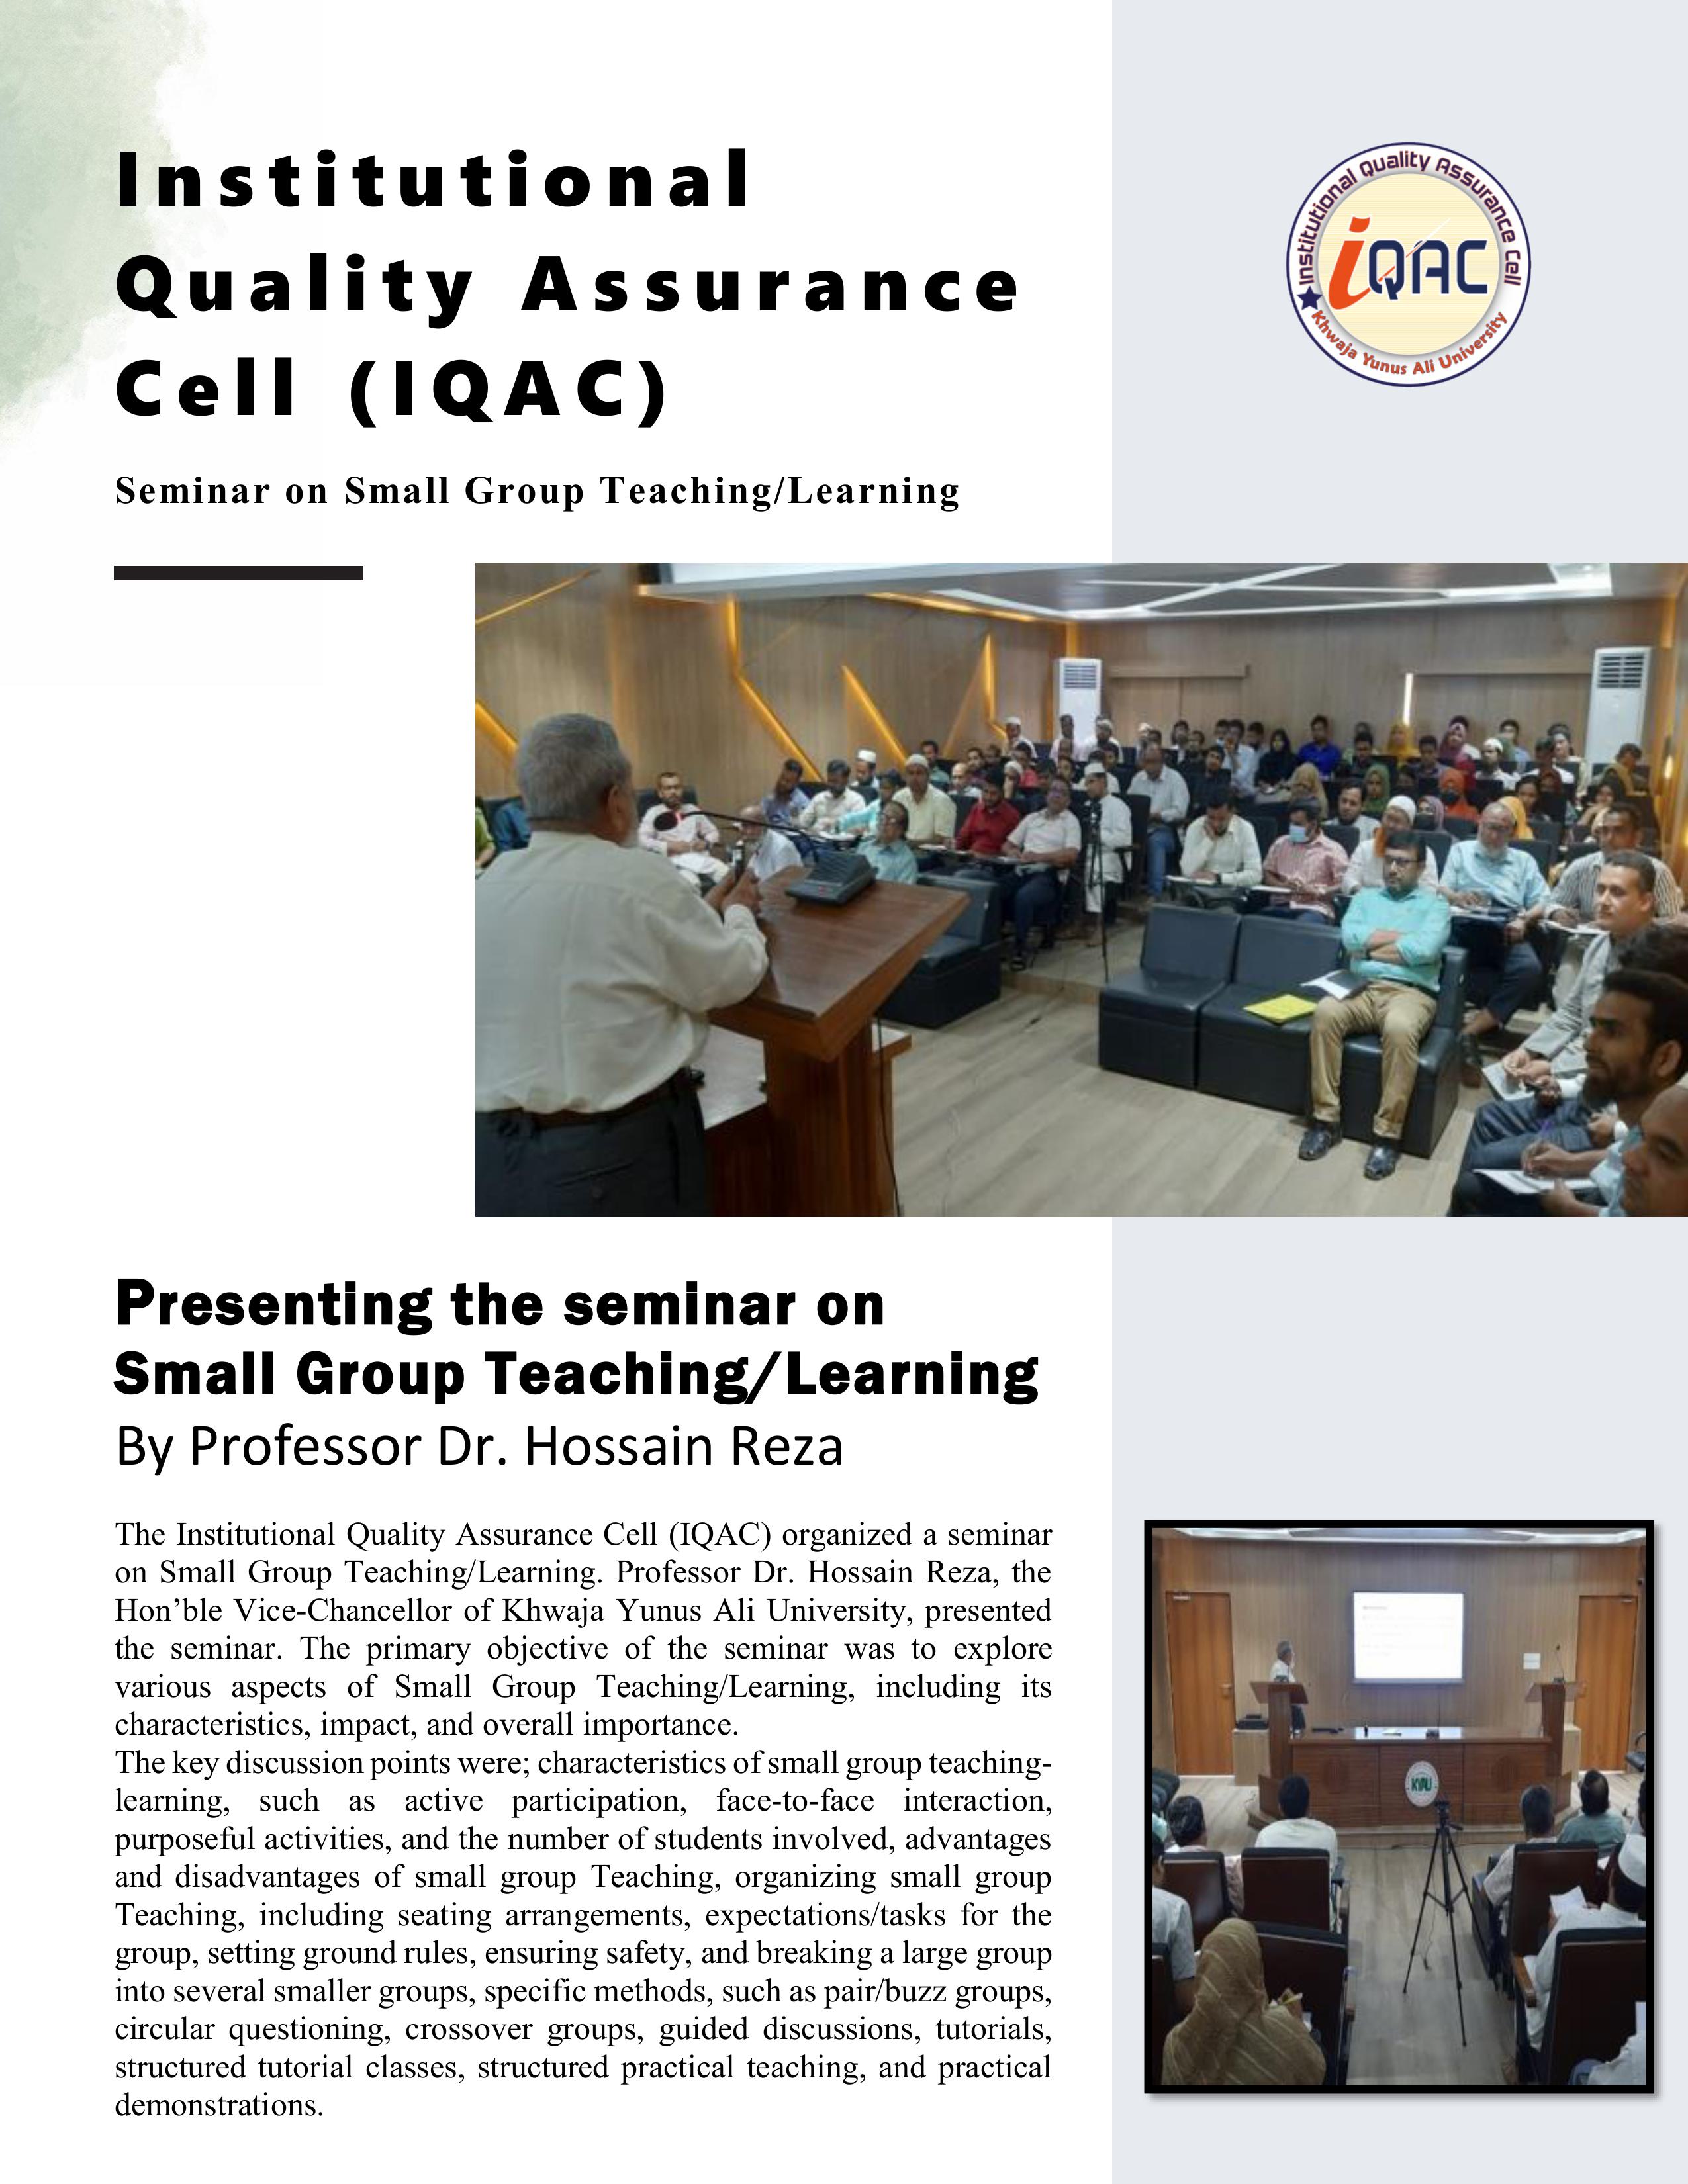 Institutional
Quality Assurance
Cell (IQAC)
Seminar on Small Group Teaching/Learning
Institutional Quality Assurance Cell
iQAC
Khwaja Yunus Ali University
Presenting the seminar on
Small Group Teaching/Learning
By Professor Dr. Hossain Reza
The Institutional Quality Assurance Cell (IQAC) organized a seminar
on Small Group Teaching/Learning. Professor Dr. Hossain Reza, the
Hon’ble Vice-Chancellor of Khwaja Yunus Ali University, presented
the seminar. The primary objective of the seminar was to explore
various aspects of Small Group Teaching/Learning, including its
characteristics, impact, and overall importance.
The key discussion points were; characteristics of small group teaching-
learning, such as active participation, face-to-face interaction,
purposeful activities, and the number of students involved, advantages
and disadvantages of small group Teaching, organizing small group
Teaching, including seating arrangements, expectations/tasks for the
group, setting ground rules, ensuring safety, and breaking a large group
into several smaller groups, specific methods, such as pair/buzz groups,
circular questioning, crossover groups, guided discussions, tutorials,
structured tutorial classes, structured practical teaching, and practical
demonstrations.
KYAU